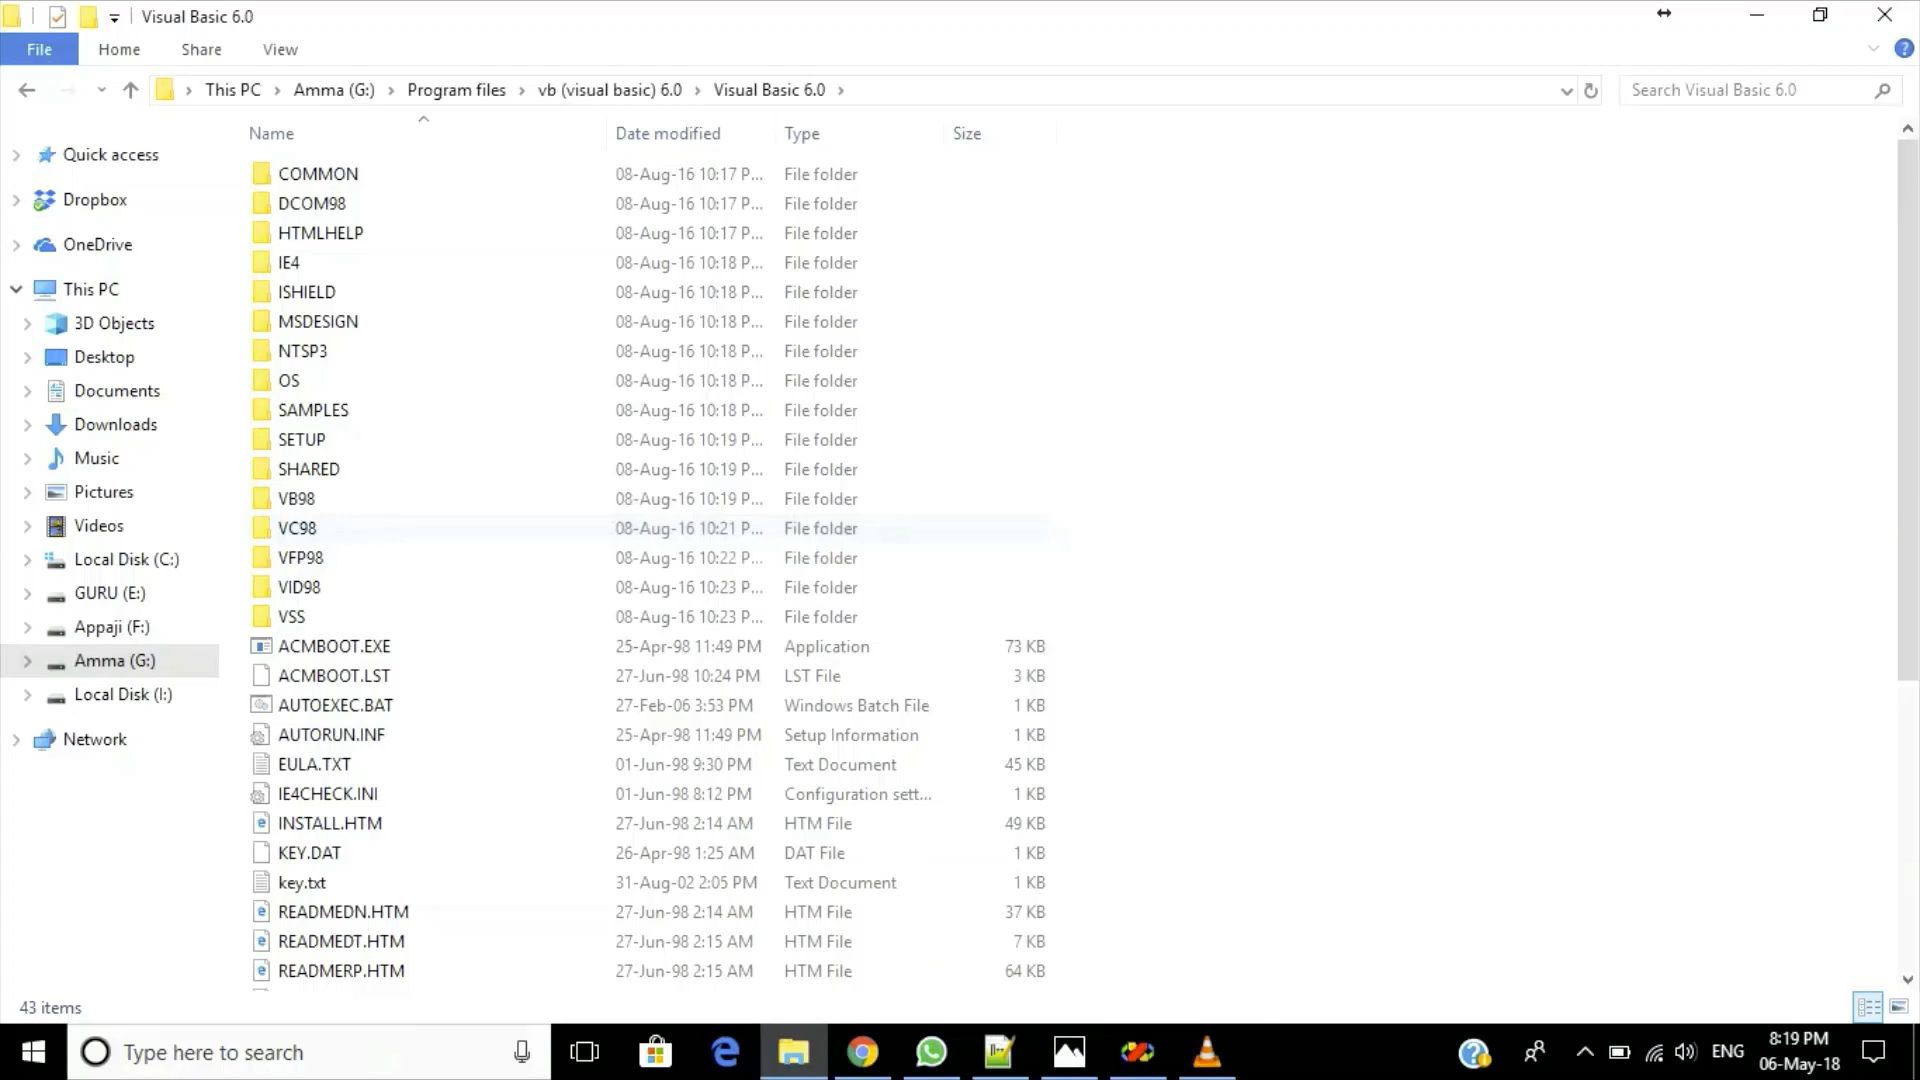 Visual Basic 6.0
File Home Share View
This PC Amma (G:) Program files vb (visual basic) 6.0 Visual Basic 6.0
Search Visual Basic 6.0
Name Date modified Type Size
Quick access
Dropbox
OneDrive
This PC
3D Objects
Desktop
Documents
Downloads
Music
Pictures
Videos
Local Disk (C:)
GURU (E:)
Appaji (F:)
Amma (G:)
Local Disk (I:)
Network
COMMON 08-Aug-16 10:17 P... File folder
DCOM98 08-Aug-16 10:17 P... File folder
HTMLHELP 08-Aug-16 10:17 P... File folder
IE4 08-Aug-16 10:18 P... File folder
ISHIELD 08-Aug-16 10:18 P... File folder
MSDESIGN 08-Aug-16 10:18 P... File folder
NTSP3 08-Aug-16 10:18 P... File folder
OS 08-Aug-16 10:18 P... File folder
SAMPLES 08-Aug-16 10:18 P... File folder
SETUP 08-Aug-16 10:19 P... File folder
SHARED 08-Aug-16 10:19 P... File folder
VB98 08-Aug-16 10:19 P... File folder
VC98 08-Aug-16 10:21 P... File folder
VFP98 08-Aug-16 10:22 P... File folder
VID98 08-Aug-16 10:23 P... File folder
VSS 08-Aug-16 10:23 P... File folder
ACMBOOT.EXE 25-Apr-98 11:49 PM Application 73 KB
ACMBOOT.LST 27-Jun-98 10:24 PM LST File 3 KB
AUTOEXEC.BAT 27-Feb-06 3:53 PM Windows Batch File 1 KB
AUTORUN.INF 25-Apr-98 11:49 PM Setup Information 1 KB
EULA.TXT 01-Jun-98 9:30 PM Text Document 45 KB
IE4CHECK.INI 01-Jun-98 8:12 PM Configuration sett... 1 KB
INSTALL.HTM 27-Jun-98 2:14 AM HTM File 49 KB
KEY.DAT 26-Apr-98 1:25 AM DAT File 1 KB
key.txt 31-Aug-02 2:05 PM Text Document 1 KB
READMEDN.HTM 27-Jun-98 2:14 AM HTM File 37 KB
READMEDT.HTM 27-Jun-98 2:15 AM HTM File 7 KB
READMERP.HTM 27-Jun-98 2:15 AM HTM File 64 KB
43 items
Type here to search
ENG
8:19 PM
06-May-18